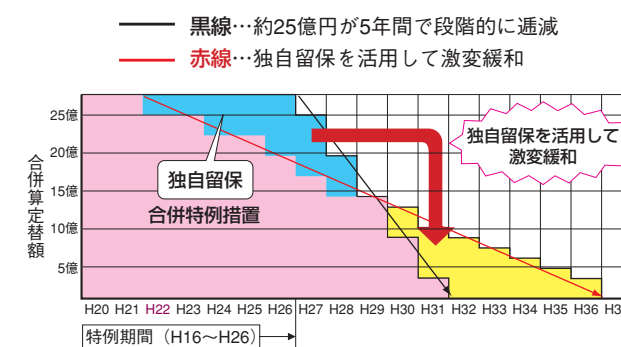 黒線…約25億円が5年間で段階的に逓減
赤線…独自留保を活用して激変緩和
合併算定替額
25億
20億
15億
10億
5億
独自留保
合併特例措置
独自留保を活用して
激変緩和
H20 H21 H22 H23 H24 H25 H26 H27 H28 H29 H30 H31 H32 H33 H34 H35 H36 H3
特例期間（H16～H26）